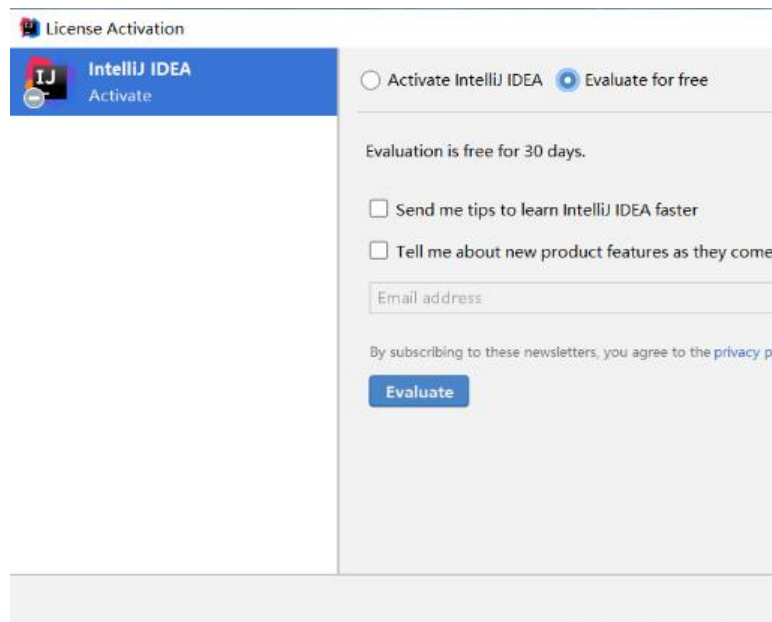 License Activation
IJ
IntelliJ IDEA
Activate
Activate IntelliJ IDEA
Evaluate for free
Evaluation is free for 30 days.
Send me tips to learn IntelliJ IDEA faster
Tell me about new product features as they come
Email address
By subscribing to these newsletters, you agree to the privacy p
Evaluate